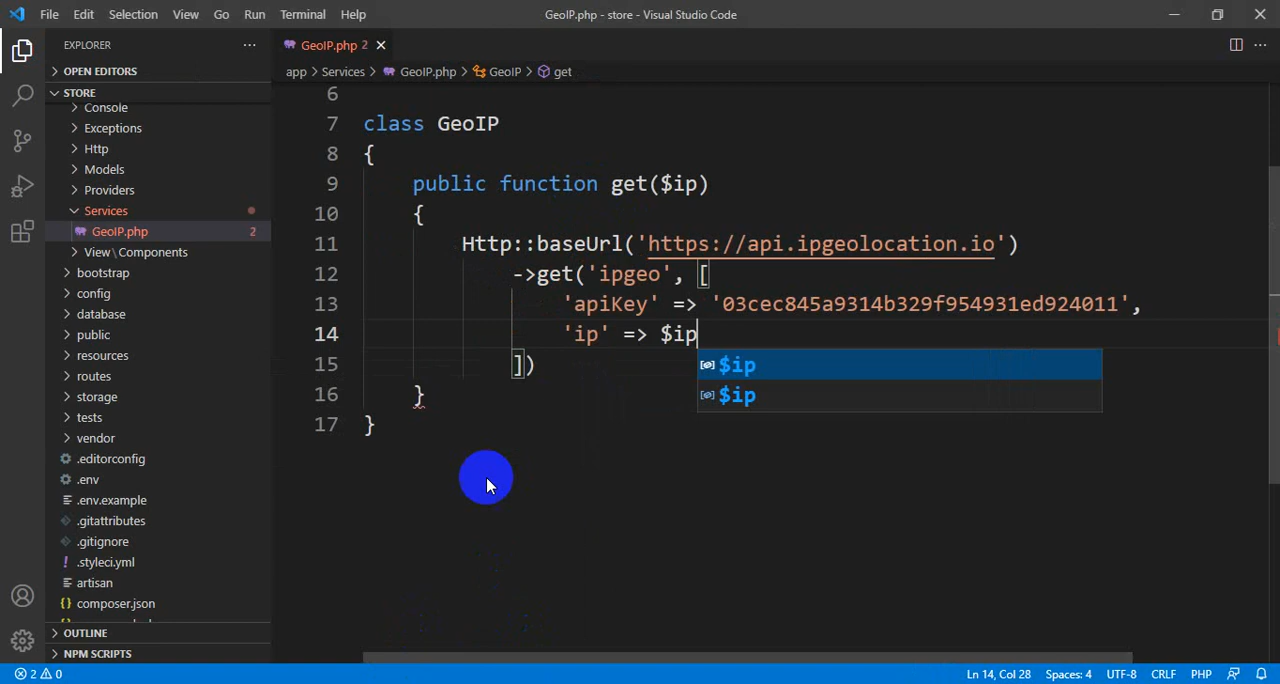 File Edit Selection View Go Run Terminal Help GeoIP.php - store - Visual Studio Code
EXPLORER
OPEN EDITORS
STORE
Console
Exceptions
Http
Models
Providers
Services
GeoIP.php 2
View\Components
bootstrap
config
database
public
resources
routes
storage
tests
vendor
.editorconfig
.env
.env.example
.gitattributes
.gitignore
.styleci.yml
artisan
composer.json
OUTLINE
NPM SCRIPTS
GeoIP.php 2
app > Services > GeoIP.php > GeoIP > get
6
7 class GeoIP
8 {
9 public function get($ip)
10 {
11 Http::baseUrl('https://api.ipgeolocation.io')
12 ->get('ipgeo', [
13 'apiKey' => '03cec845a9314b329f954931ed924011',
14 'ip' => $ip
15 ])
16 }
17 }
$ip
$ip
2 0 Ln 14, Col 28 Spaces: 4 UTF-8 CRLF PHP